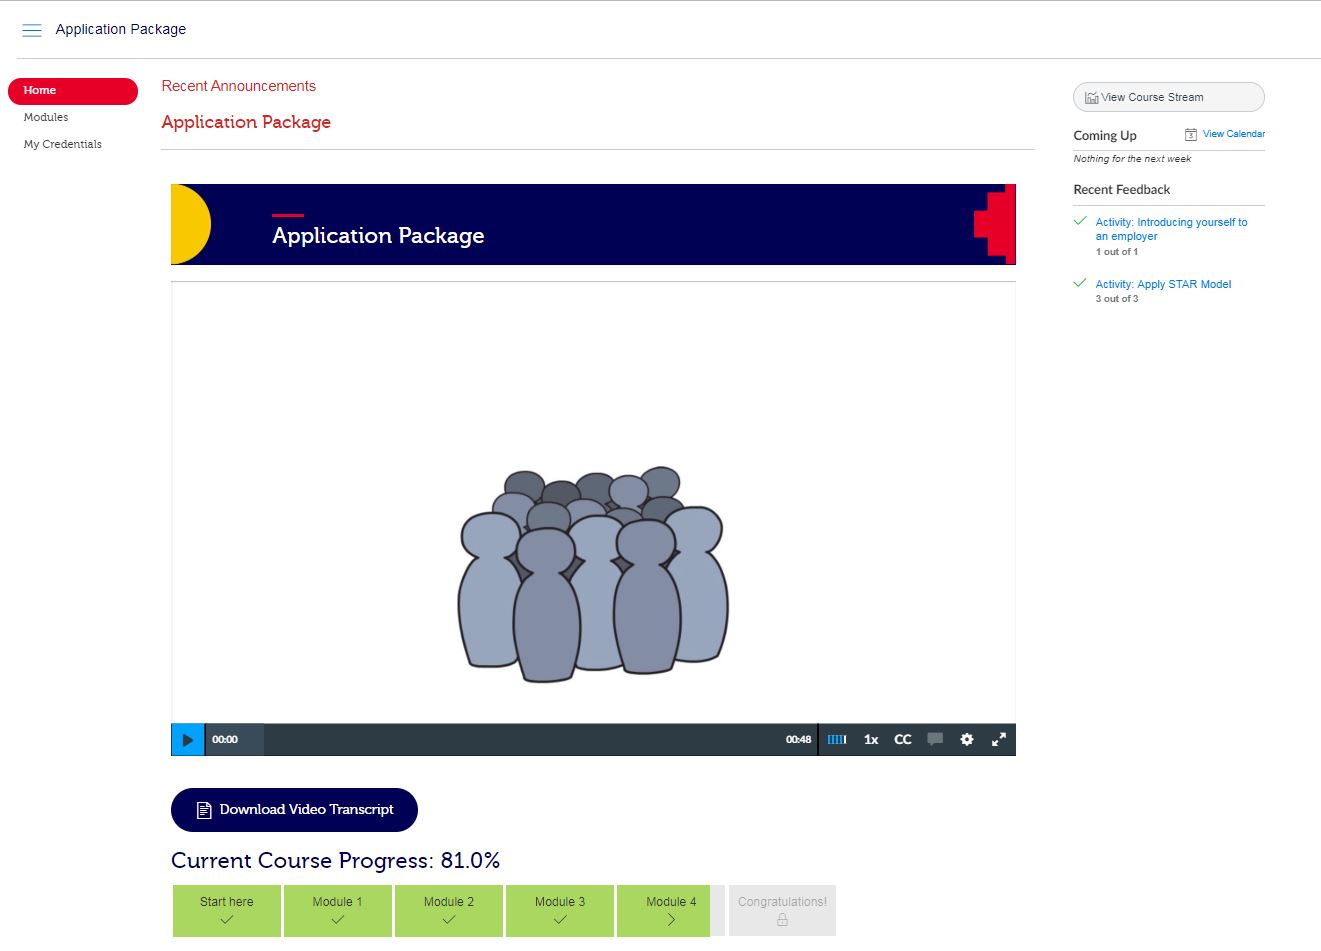 Application Package
Home
Modules
My Credentials
Recent Announcements
Application Package
Application Package
00:00
00:48
1x
CC
Download Video Transcript
Current Course Progress: 81.0%
Start here
Module 1
Module 2
Module 3
Module 4
Congratulations!
View Course Stream
Coming Up
View Calendar
Nothing for the next week
Recent Feedback
Activity: Introducing yourself to
an employer
1 out of 1
Activity: Apply STAR Model
3 out of 3